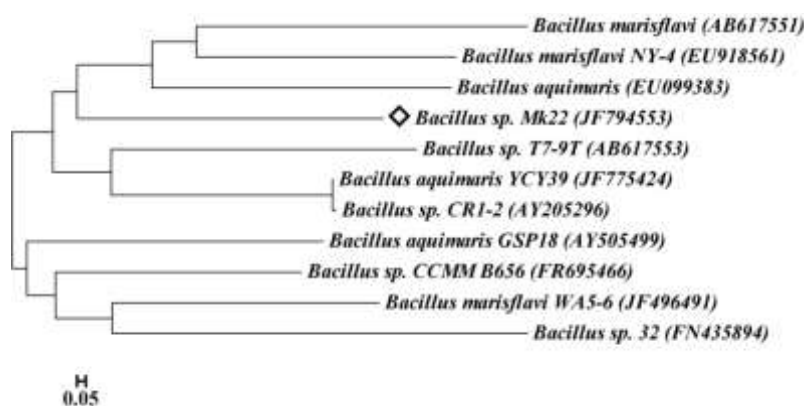 Bacillus marisflavi (AB617551)
Bacillus marisflavi NY-4 (EU918561)
Bacillus aquimaris (EU099383)
Bacillus sp. Mk22 (JF794553)
Bacillus sp. T7-9T (AB617553)
Bacillus aquimaris YCY39 (JF775424)
Bacillus sp. CR1-2 (AY205296)
Bacillus aquimaris GSP18 (AY505499)
Bacillus sp. CCMM B656 (FR695466)
Bacillus marisflavi WA5-6 (JF496491)
Bacillus sp. 32 (FN435894)
0.05